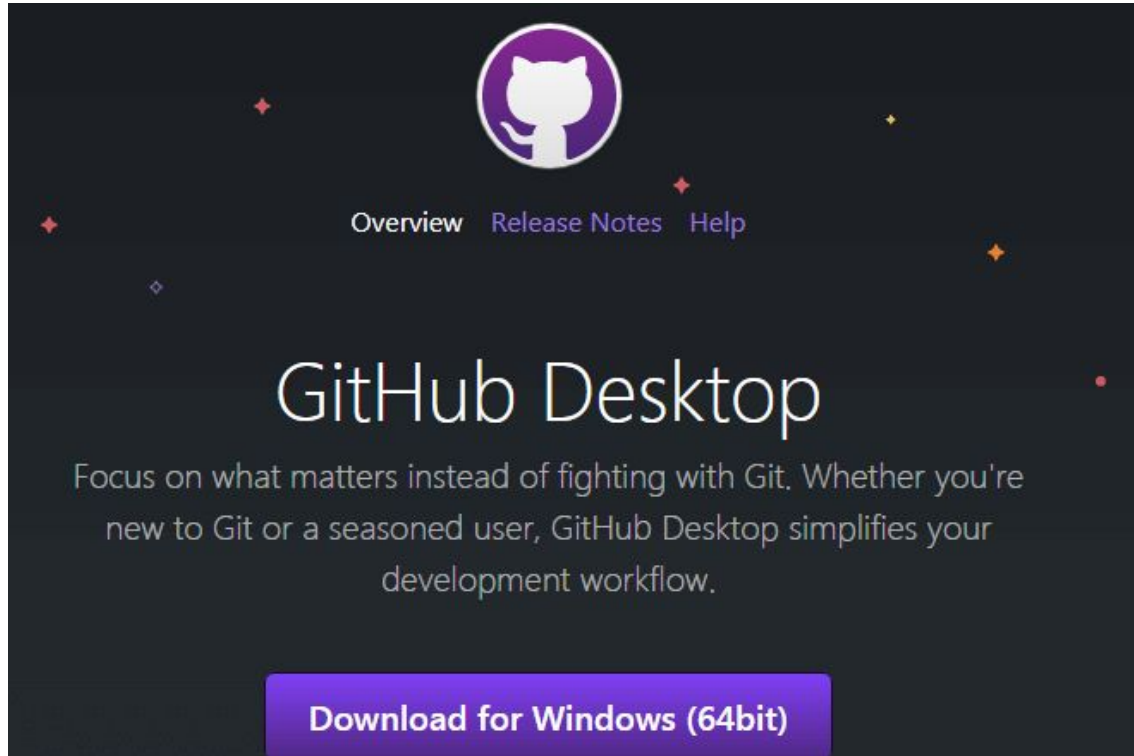 Overview Release Notes Help
GitHub Desktop
Focus on what matters instead of fighting with Git. Whether you're
new to Git or a seasoned user, GitHub Desktop simplifies your
development workflow.
Download for Windows (64bit)